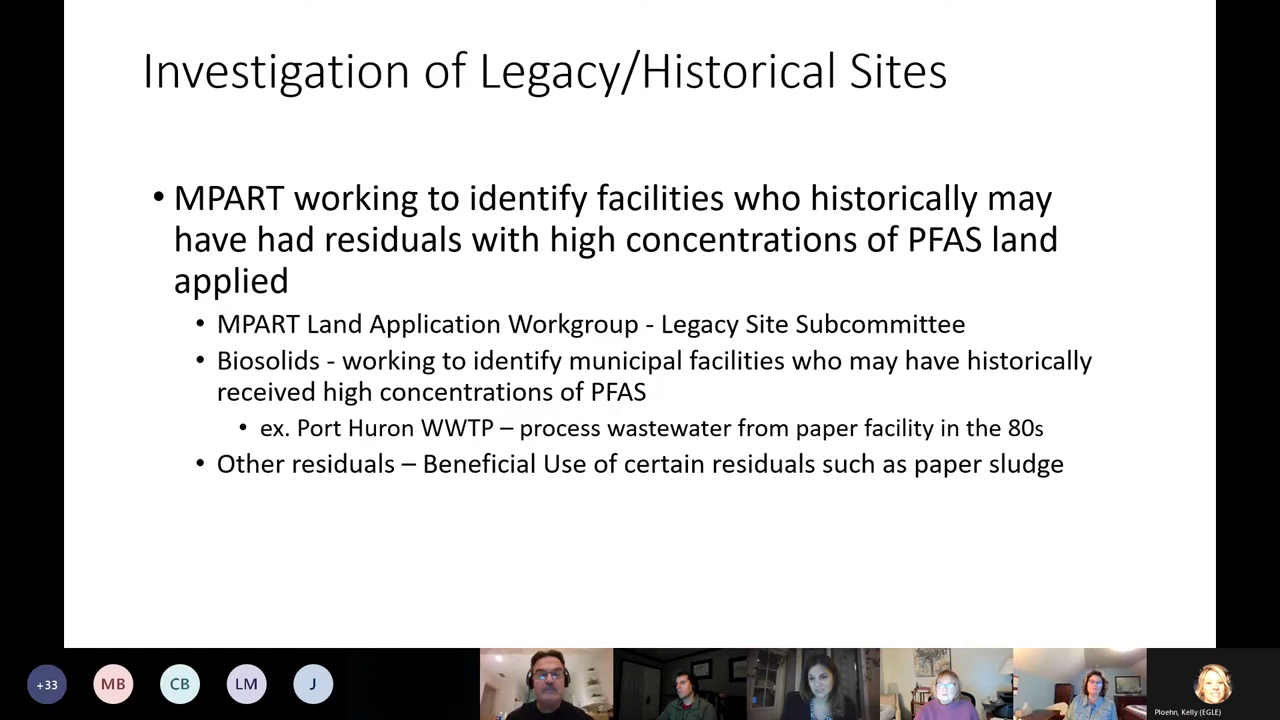 Investigation of Legacy/Historical Sites
• MPART working to identify facilities who historically may
have had residuals with high concentrations of PFAS land
applied
• MPART Land Application Workgroup - Legacy Site Subcommittee
• Biosolids - working to identify municipal facilities who may have historically
received high concentrations of PFAS
• ex. Port Huron WWTP – process wastewater from paper facility in the 80s
• Other residuals – Beneficial Use of certain residuals such as paper sludge
+33 MB CB LM J
Ploehn, Kelly (EGLE)